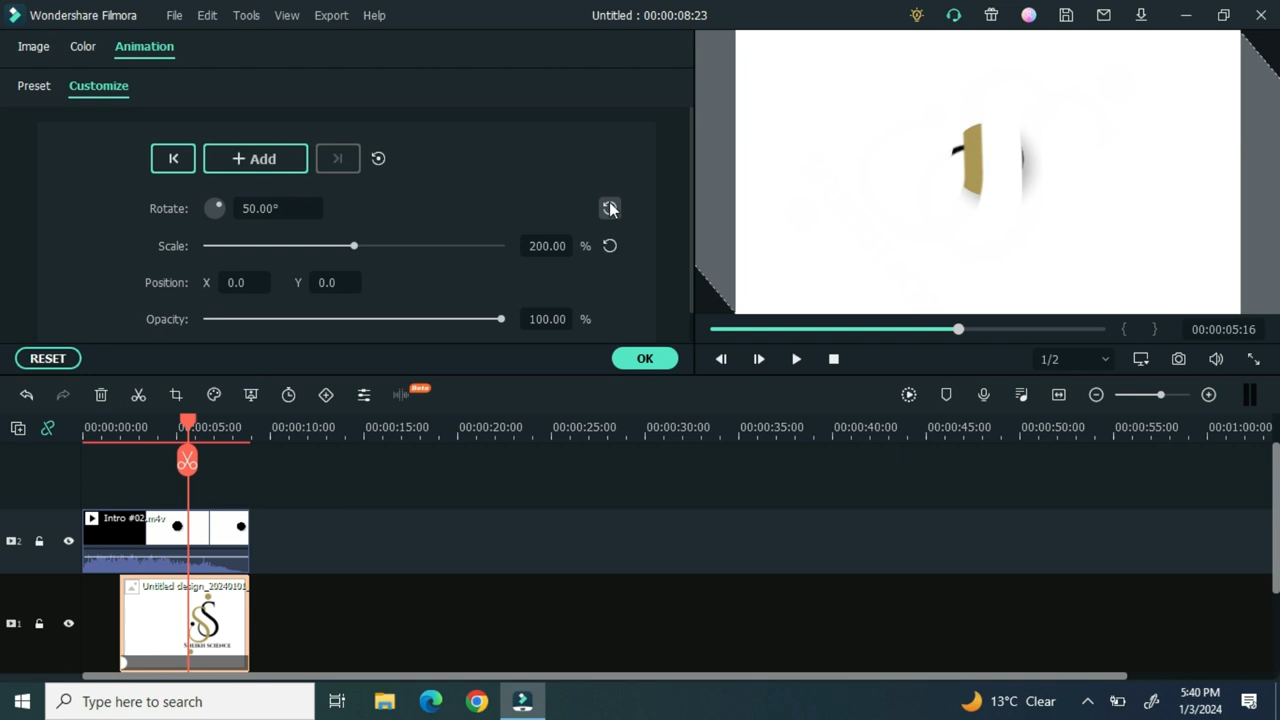 Wondershare Filmora File Edit Tools View Export Help Untitled : 00:00:08:23
Image Color Animation
Preset Customize
+ Add
Rotate: 50.00°
Scale: 200.00 %
Position: X 0.0 Y 0.0
Opacity: 100.00 %
00:00:05:16
RESET OK
1/2
Beta
00:00:00:00 00:00:05:00 00:00:10:00 00:00:15:00 00:00:20:00 00:00:25:00 00:00:30:00 00:00:35:00 00:00:40:00 00:00:45:00 00:00:50:00 00:00:55:00 00:01:00:00
Intro #02.m4v
2
Untitled design_20240101_
1
SHEIKH SCIENCE
Type here to search
13°C Clear
5:40 PM
1/3/2024